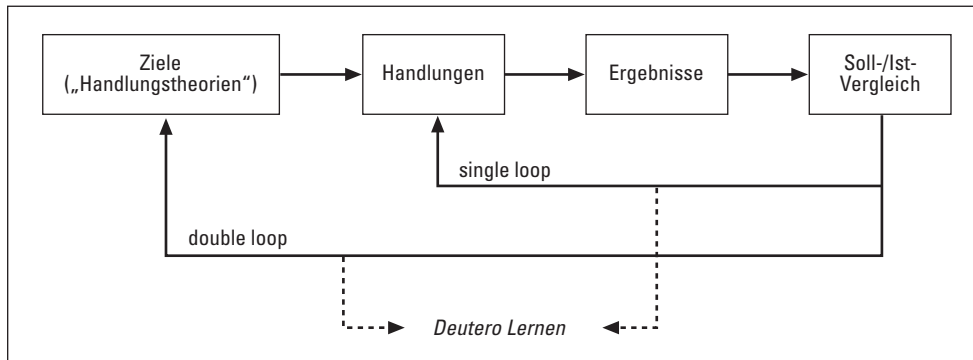 Ziele
(„Handlungstheorien“)
Handlungen
Ergebnisse
Soll-/Ist-
Vergleich
single loop
double loop
Deutero Lernen